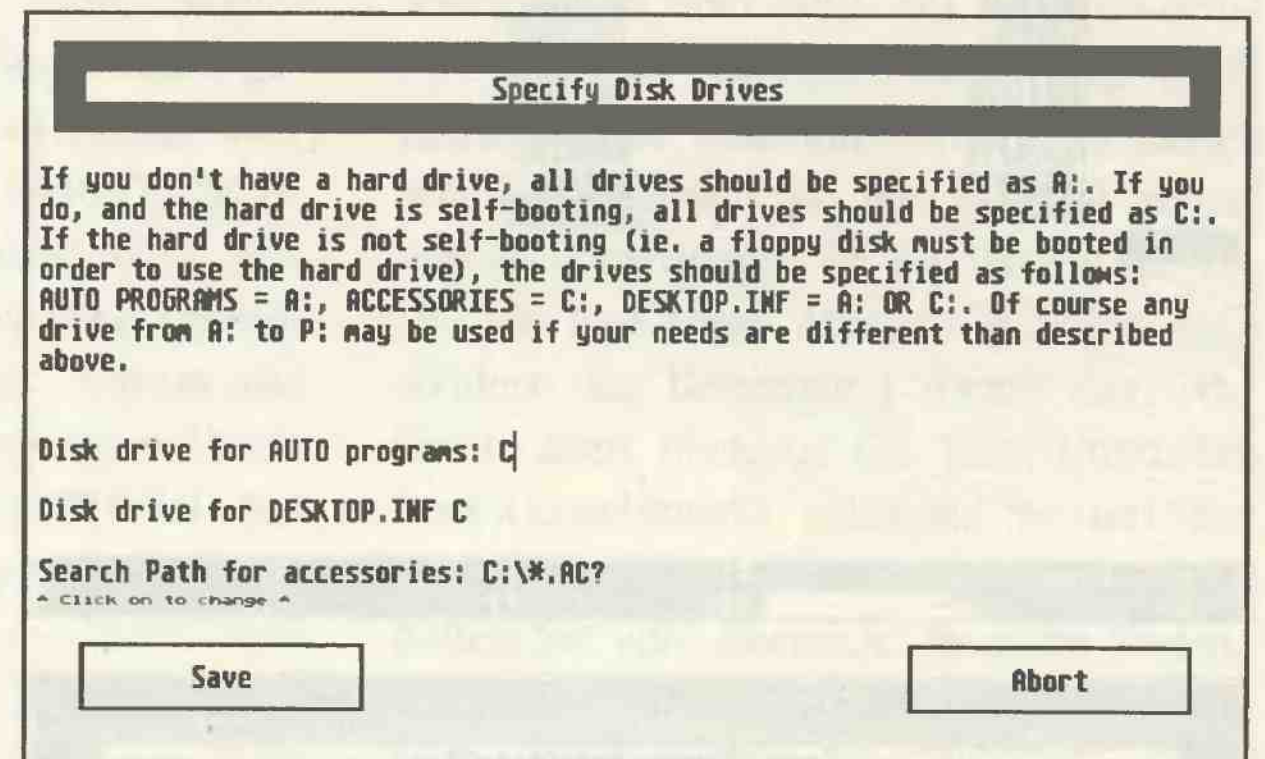 Specify Disk Drives
If you don't have a hard drive, all drives should be specified as A:. If you
do, and the hard drive is self-booting, all drives should be specified as C:.
If the hard drive is not self-booting (ie. a floppy disk must be booted in
order to use the hard drive), the drives should be specified as follows:
AUTO PROGRAMS = A:, ACCESSORIES = C:, DESKTOP.INF = A: OR C:. Of course any
drive from A: to P: may be used if your needs are different than described
above.
Disk drive for AUTO programs: C
Disk drive for DESKTOP.INF C
Search Path for accessories: C:\*.AC?
^ Click on to change ^
Save
Abort